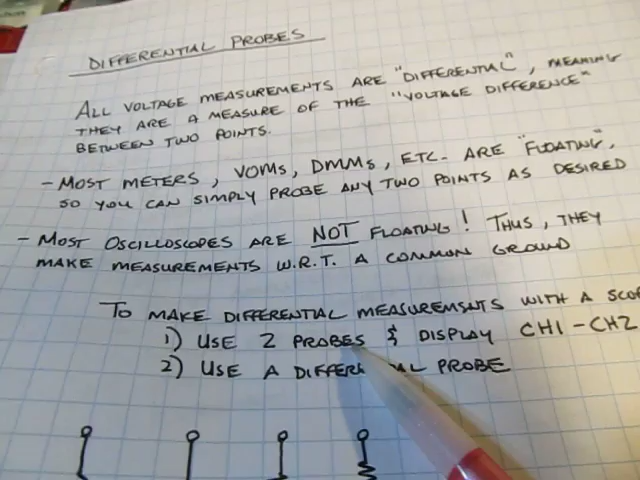 DIFFERENTIAL PROBES
ALL VOLTAGE MEASUREMENTS ARE "DIFFERENTIAL", MEANING
THEY ARE A MEASURE OF THE "VOLTAGE DIFFERENCE"
BETWEEN TWO POINTS.
- MOST METERS, VOMs, DMMs, ETC. ARE "FLOATING",
SO YOU CAN SIMPLY PROBE ANY TWO POINTS AS DESIRED
- MOST OSCILLOSCOPES ARE NOT FLOATING! THUS, THEY
MAKE MEASUREMENTS W.R.T. A COMMON GROUND
TO MAKE DIFFERENTIAL MEASUREMENTS WITH A SCOP
1) USE 2 PROBES & DISPLAY CH1-CH2
2) USE A DIFFER AL PROBE